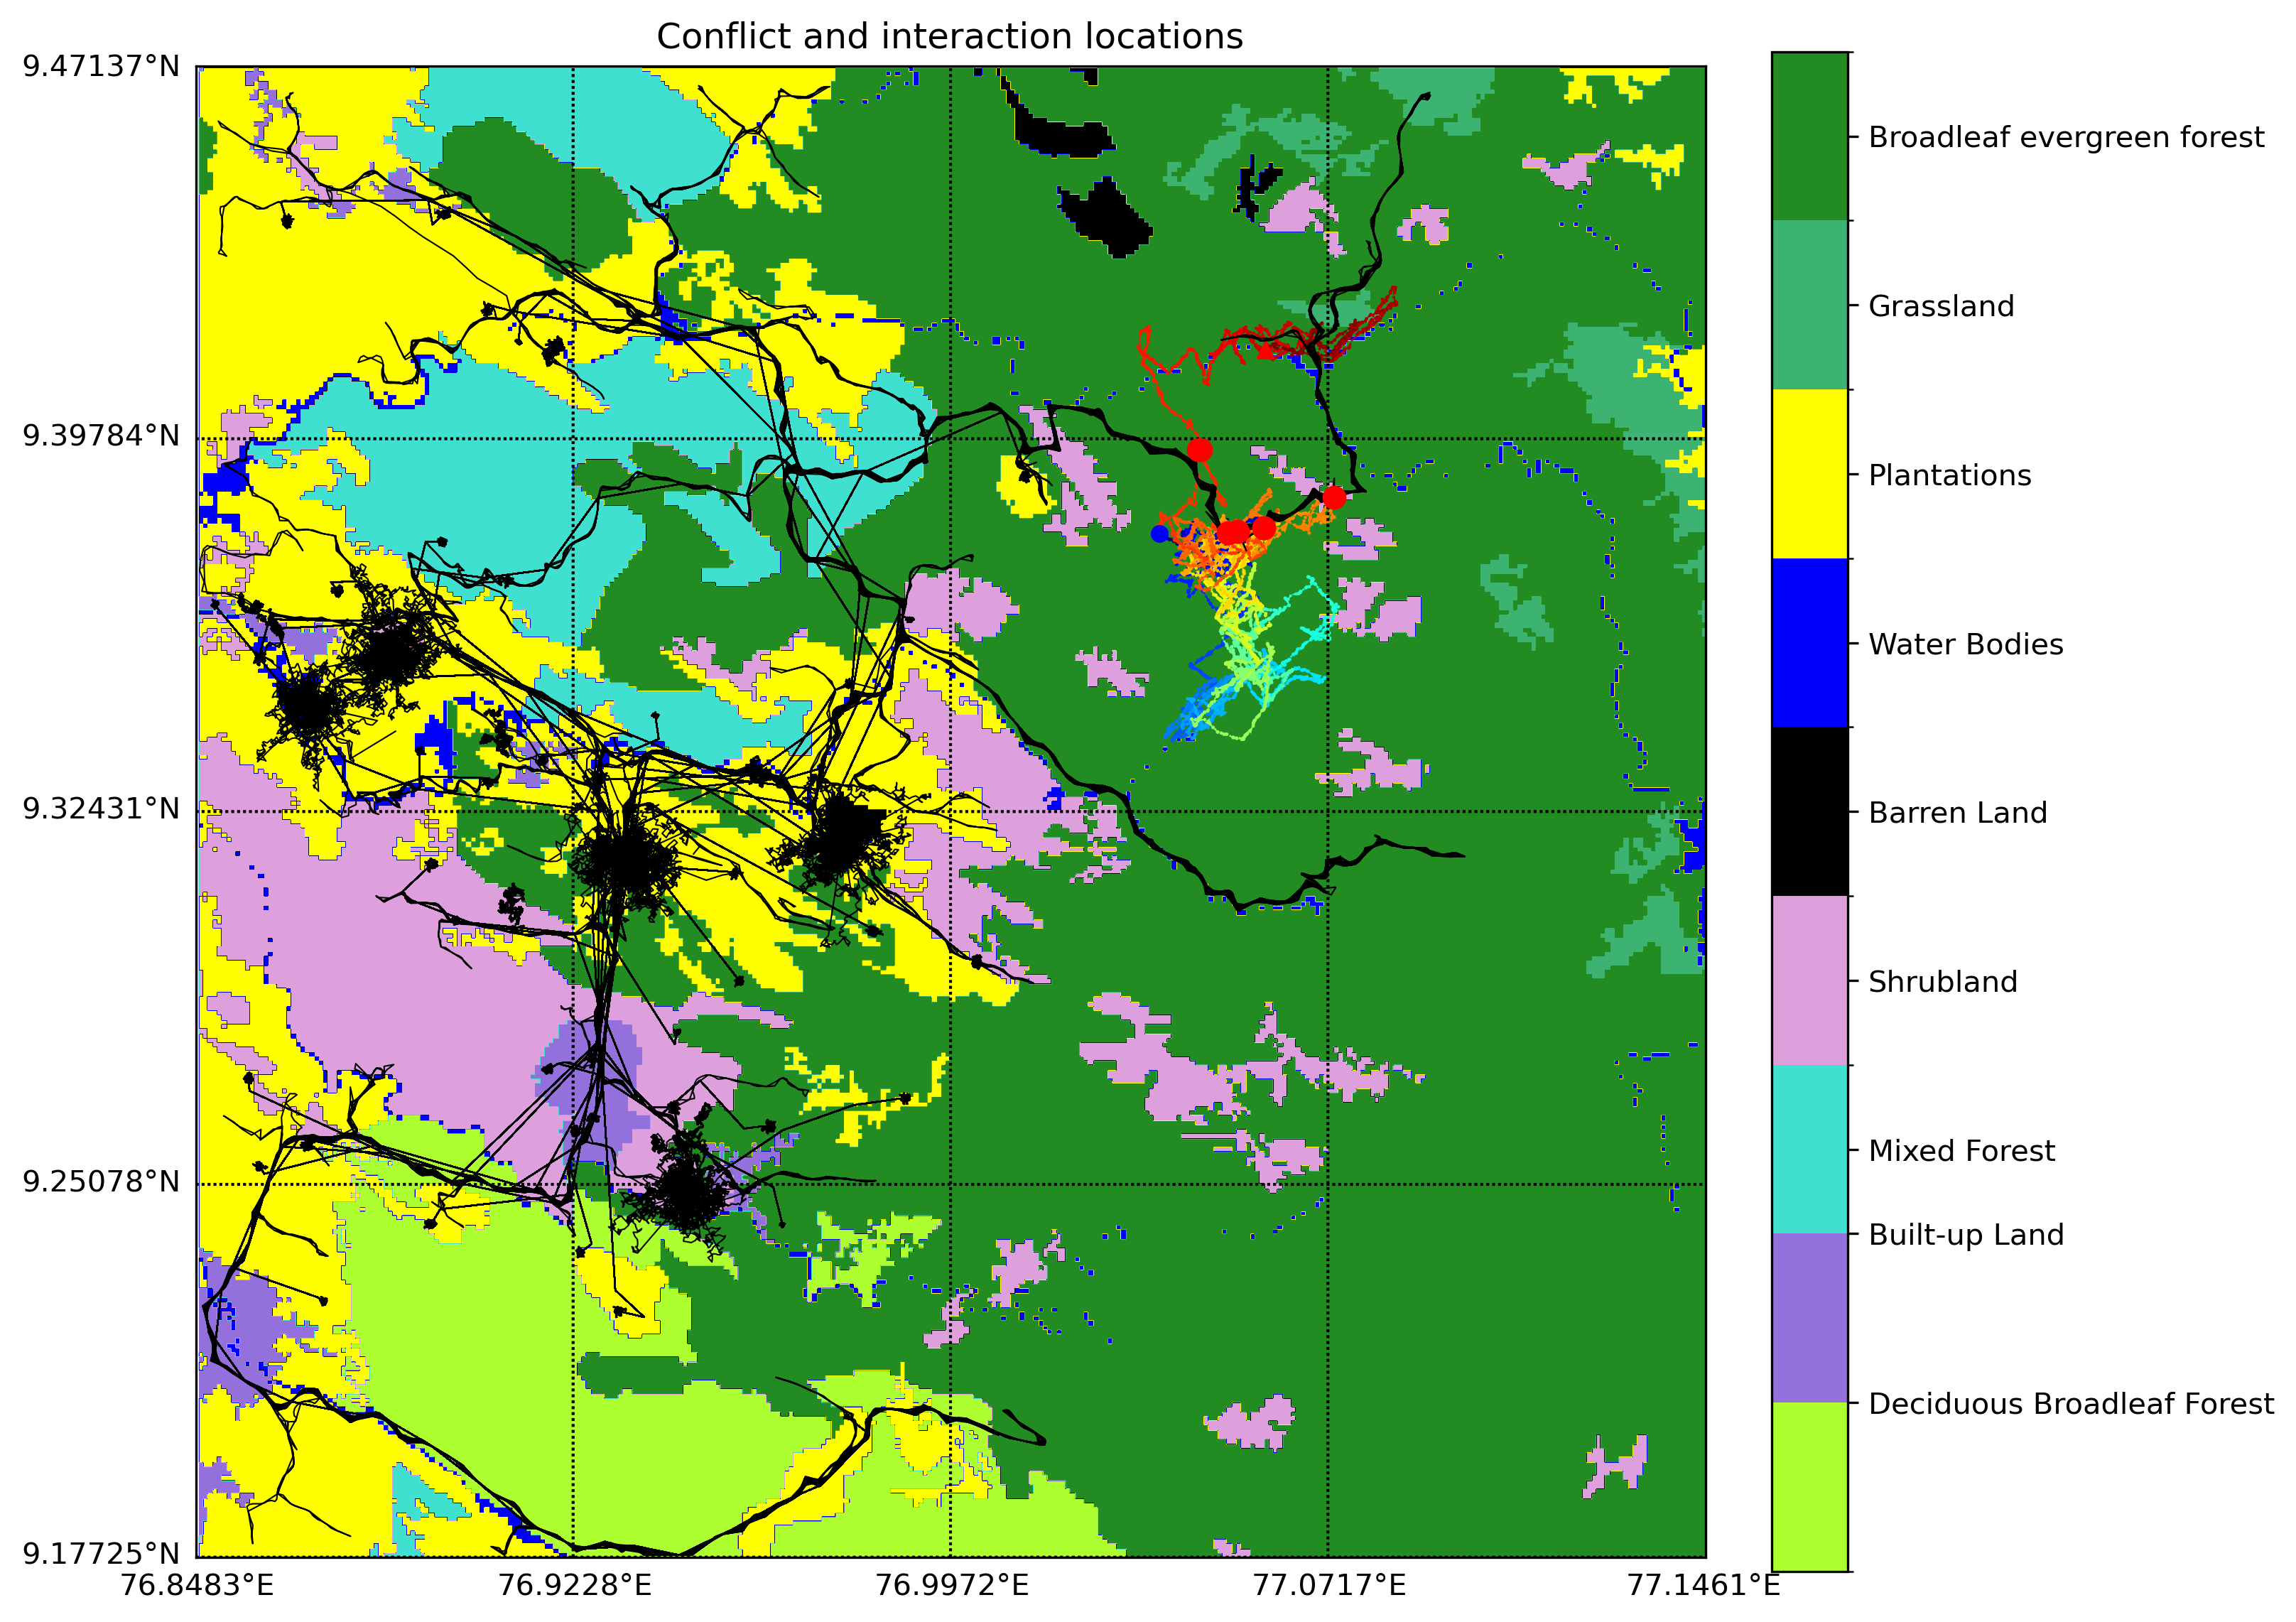 Conflict and interaction locations
9.47137°N
9.39784°N
9.32431°N
9.25078°N
9.17725°N
76.8483°E
76.9228°E
76.9972°E
77.0717°E
77.1461°E
Broadleaf evergreen forest
Grassland
Plantations
Water Bodies
Barren Land
Shrubland
Mixed Forest
Built-up Land
Deciduous Broadleaf Forest